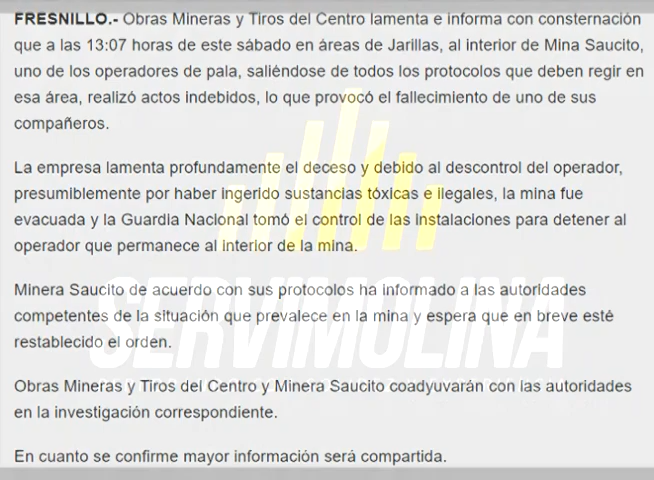 FRESNILLO.- Obras Mineras y Tiros del Centro lamenta e informa con consternación
que a las 13:07 horas de este sábado en áreas de Jarillas, al interior de Mina Saucito,
uno de los operadores de pala, saliéndose de todos los protocolos que deben regir en
esa área, realizó actos indebidos, lo que provocó el fallecimiento de uno de sus
compañeros.
La empresa lamenta profundamente el deceso y debido al descontrol del operador,
presumiblemente por haber ingerido sustancias tóxicas e ilegales, la mina fue
evacuada y la Guardia Nacional tomó el control de las instalaciones para detener al
operador que permanece al interior de la mina.
Minera Saucito de acuerdo con sus protocolos ha informado a las autoridades
competentes de la situación que prevalece en la mina y espera que en breve esté
restablecido el orden.
SERVIMOLINA
Obras Mineras y Tiros del Centro y Minera Saucito coadyuvarán con las autoridades
en la investigación correspondiente.
En cuanto se confirme mayor información será compartida.